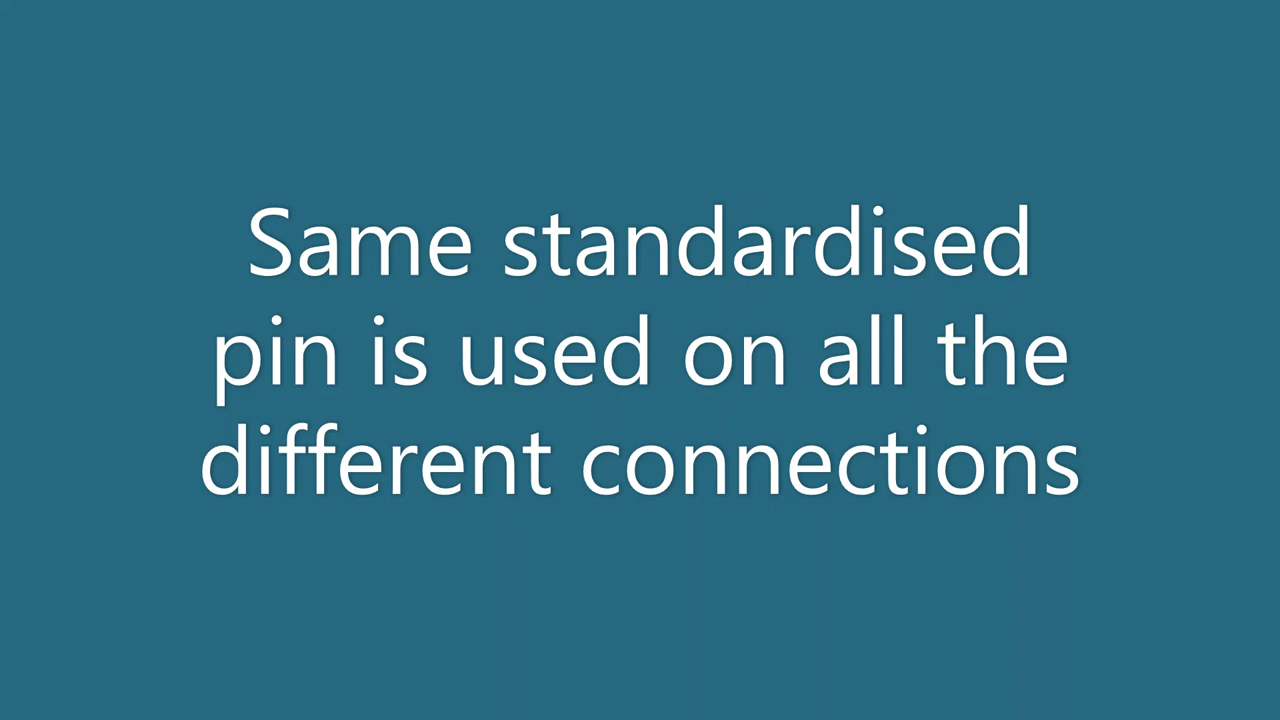 Same standardised
pin is used on all the
different connections